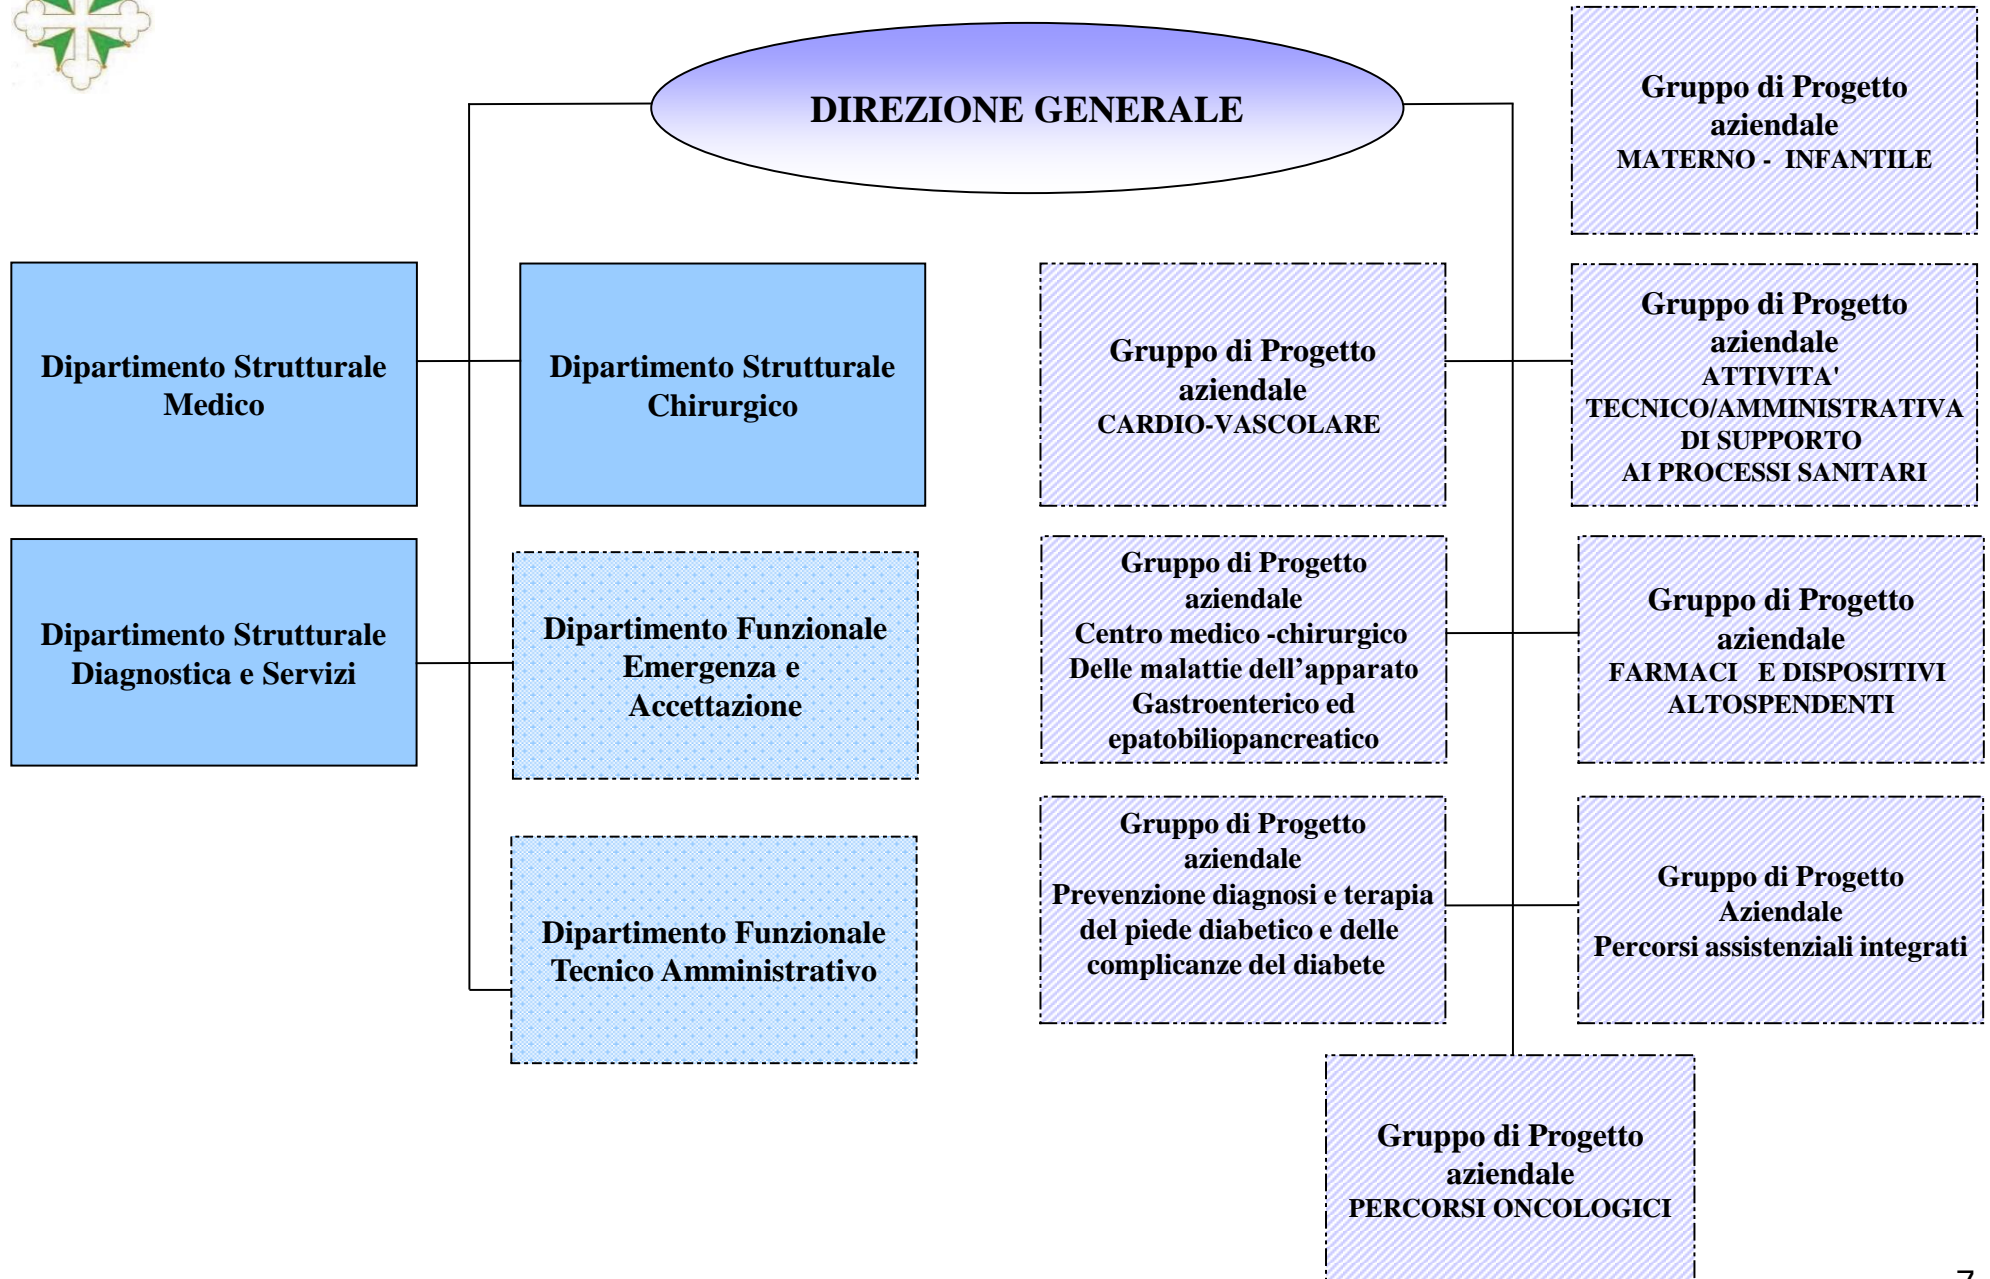 DIREZIONE GENERALE
Gruppo di Progetto
aziendale
MATERNO - INFANTILE
Dipartimento Strutturale
Medico
Dipartimento Strutturale
Chirurgico
Gruppo di Progetto
aziendale
CARDIO-VASCOLARE
Gruppo di Progetto
aziendale
ATTIVITA'
TECNICO/AMMINISTRATIVA
DI SUPPORTO
AI PROCESSI SANITARI
Dipartimento Strutturale
Diagnostica e Servizi
Dipartimento Funzionale
Emergenza e
Accettazione
Gruppo di Progetto
aziendale
Centro medico -chirurgico
Delle malattie dell’apparato
Gastroenterico ed
epatobiliopancreatico
Gruppo di Progetto
aziendale
FARMACI E DISPOSITIVI
ALTOSPENDENTI
Dipartimento Funzionale
Tecnico Amministrativo
Gruppo di Progetto
aziendale
Prevenzione diagnosi e terapia
del piede diabetico e delle
complicanze del diabete
Gruppo di Progetto
Aziendale
Percorsi assistenziali integrati
Gruppo di Progetto
aziendale
PERCORSI ONCOLOGICI
7